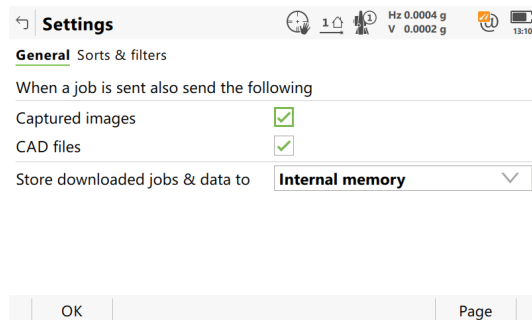 Settings
1
1
Hz 0.0004 g
V 0.0002 g
@
13:10
General Sorts & filters
When a job is sent also send the following
Captured images
CAD files
Store downloaded jobs & data to Internal memory
OK Page